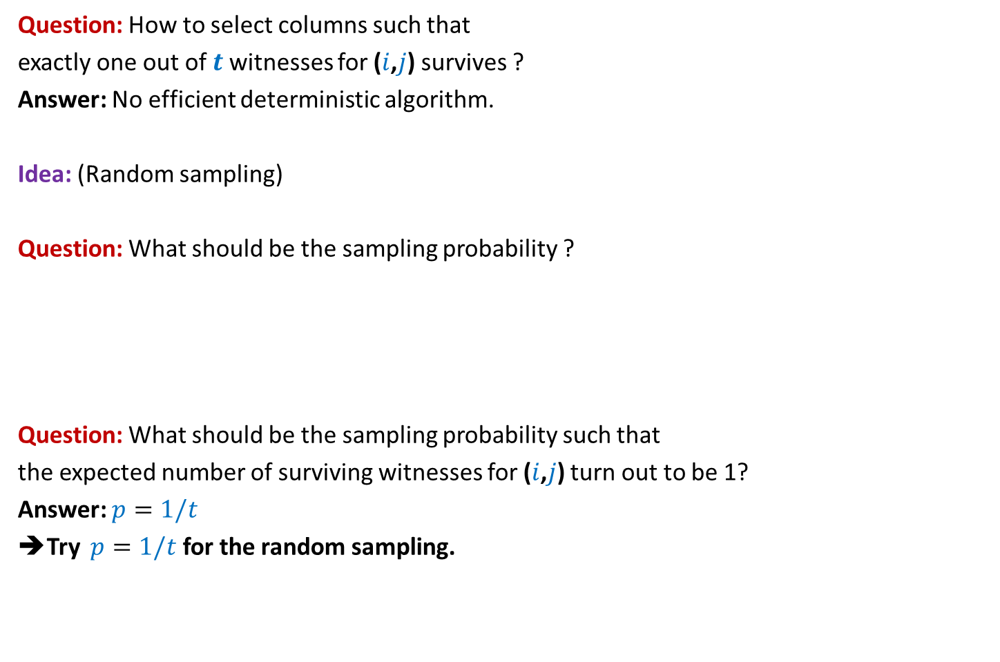 Question: How to select columns such that
exactly one out of t witnesses for (i,j) survives ?
Answer: No efficient deterministic algorithm.
Idea: (Random sampling)
Question: What should be the sampling probability ?
Question: What should be the sampling probability such that
the expected number of surviving witnesses for (i,j) turn out to be 1?
Answer: p = 1/t
➔Try p = 1/t for the random sampling.